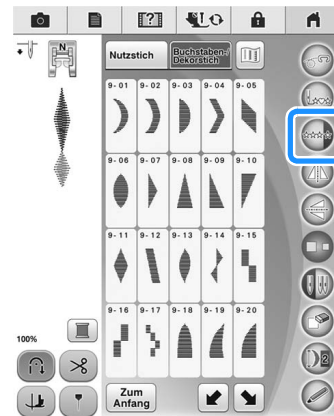 N
Nutzstich
Buchstaben-/
Dekorstich
9-01 9-02 9-03 9-04 9-05
9-06 9-07 9-08 9-09 9-10
9-11 9-12 9-13 9-14 9-15
9-16 9-17 9-18 9-19 9-20
100%
Zum
Anfang
2